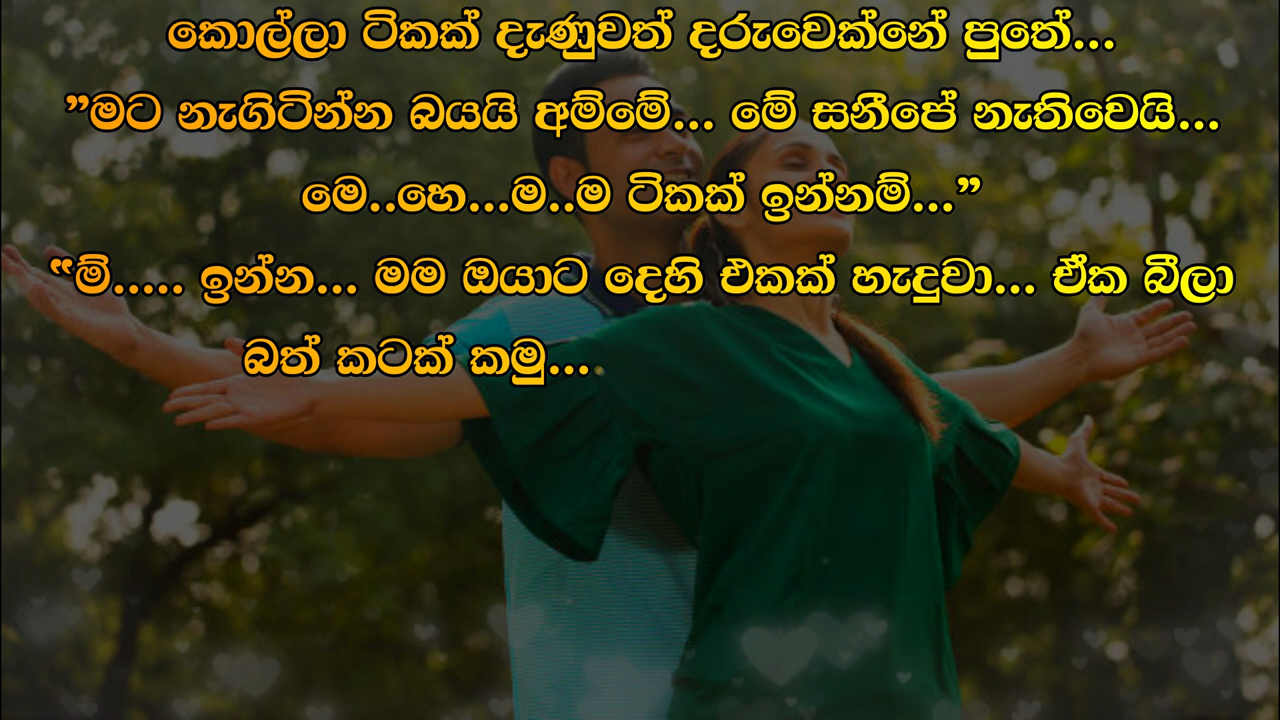 කොල්ලා ටිකක් දැණුවත් දරුවෙක්නේ පුතේ...
”මට නැගිටින්න බයයි අම්මේ... මේ සනීපේ නැතිවෙයි...
මෙ..හෙ...ම..ම ටිකක් ඉන්නම්...”
“ම්..... ඉන්න... මම ඔයාට දෙහි එකක් හැදුවා... ඒක බීලා
බත් කටක් කමු....